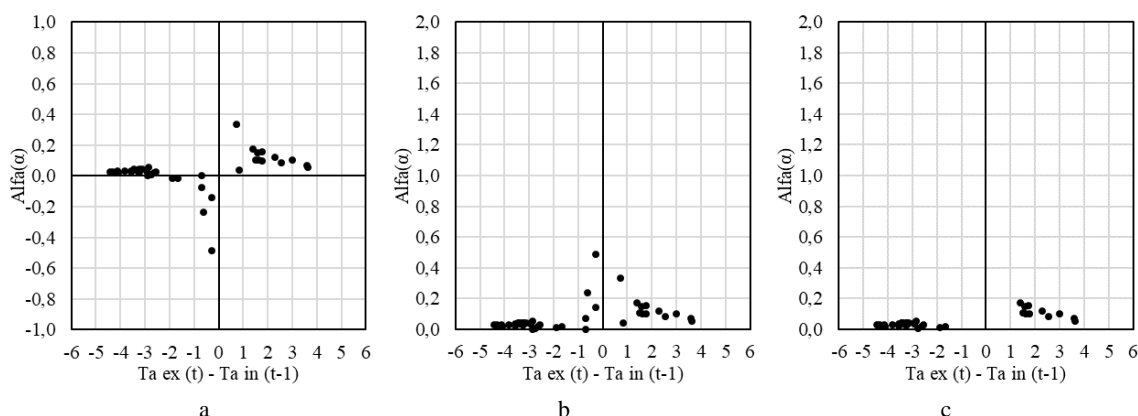 1,0
0,8
0,6
0,4
0,2
0,0
-0,2
-0,4
-0,6
-0,8
-1,0
Alfa(α)
-6 -5 -4 -3 -2 -1 0 1 2 3 4 5 6
Ta ex (t) - Ta in (t-1)
a
2,0
1,8
1,6
1,4
1,2
1,0
0,8
0,6
0,4
0,2
0,0
Alfa(α)
-6 -5 -4 -3 -2 -1 0 1 2 3 4 5 6
Ta ex (t) - Ta in (t-1)
b
2,0
1,8
1,6
1,4
1,2
1,0
0,8
0,6
0,4
0,2
0,0
Alfa(α)
-6 -5 -4 -3 -2 -1 0 1 2 3 4 5 6
Ta ex (t) - Ta in (t-1)
c